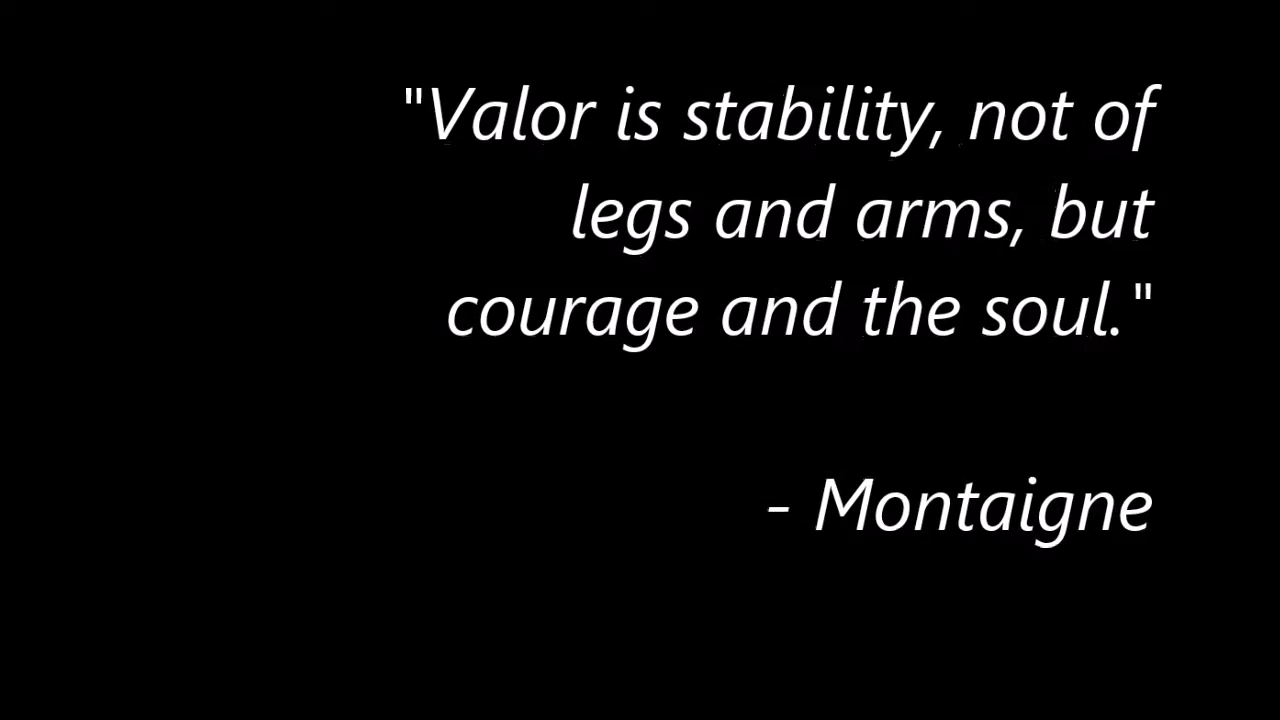 "Valor is stability, not of
legs and arms, but
courage and the soul."
- Montaigne